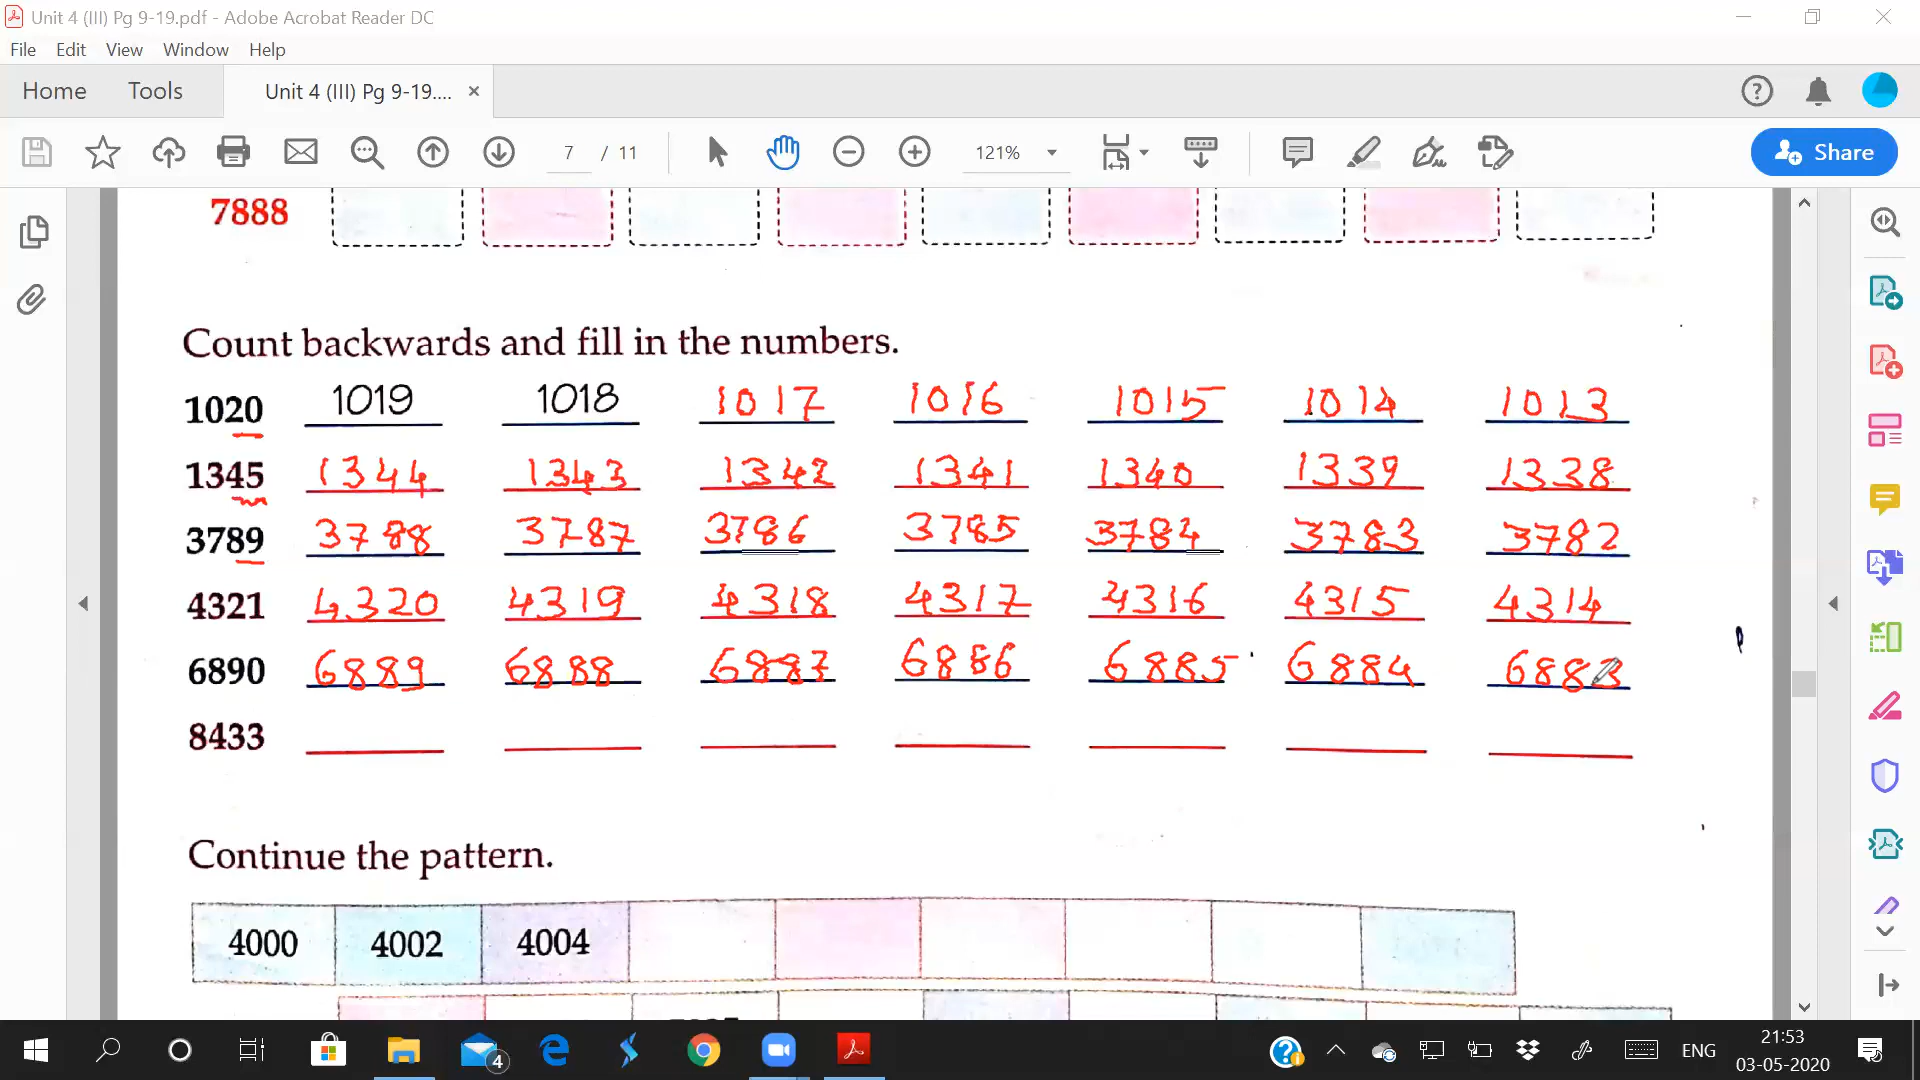 Unit 4 (III) Pg 9-19.pdf - Adobe Acrobat Reader DC
File Edit View Window Help
Home Tools Unit 4 (III) Pg 9-19.... ×
7 / 11 121% Share
7888
Count backwards and fill in the numbers.
1020 1019 1018 1017 1016 1015 1014 1013
1345 1344 1343 1342 1341 1340 1339 1338
3789 3788 3787 3786 3785 3784 3783 3782
4321 4320 4319 4318 4317 4316 4315 4314
6890 6889 6888 6887 6886 6885 6884 6883
8433
Continue the pattern.
4000 4002 4004
4 ENG 21:53
03-05-2020